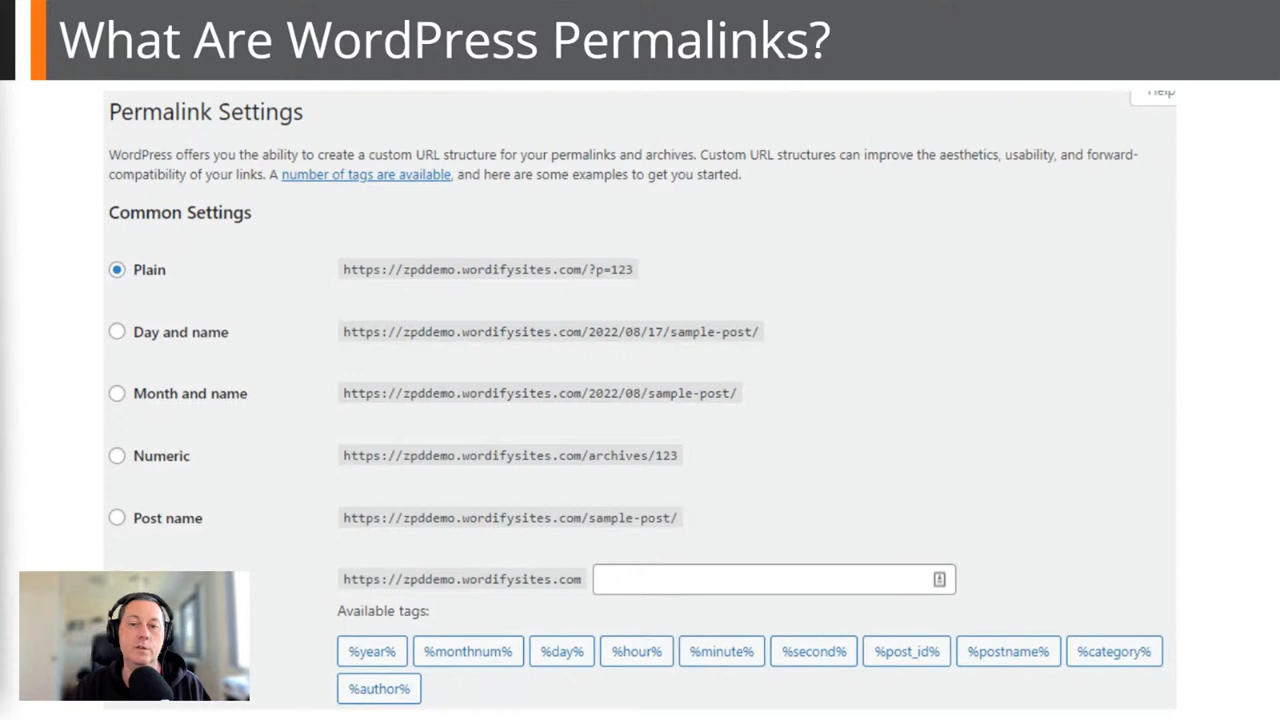 What Are WordPress Permalinks?
Help
Permalink Settings
WordPress offers you the ability to create a custom URL structure for your permalinks and archives. Custom URL structures can improve the aesthetics, usability, and forward-
compatibility of your links. A number of tags are available, and here are some examples to get you started.
Common Settings
Plain https://zpddemo.wordifysites.com/?p=123
Day and name https://zpddemo.wordifysites.com/2022/08/17/sample-post/
Month and name https://zpddemo.wordifysites.com/2022/08/sample-post/
Numeric https://zpddemo.wordifysites.com/archives/123
Post name https://zpddemo.wordifysites.com/sample-post/
https://zpddemo.wordifysites.com
Available tags:
%year% %monthnum% %day% %hour% %minute% %second% %post_id% %postname% %category%
%author%